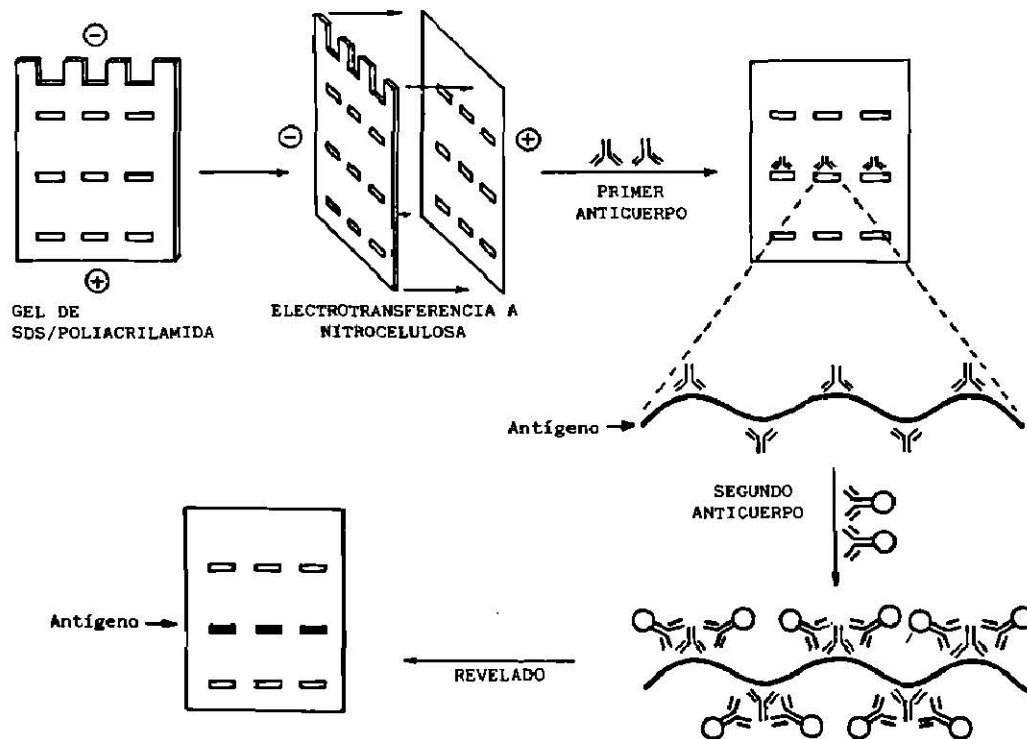 GEL DE
SDS/POLIACRILAMIDA
ELECTROTRANSFERENCIA A
NITROCELULOSA
PRIMER
ANTICUERPO
Antígeno
SEGUNDO
ANTICUERPO
REVELADO
Antígeno